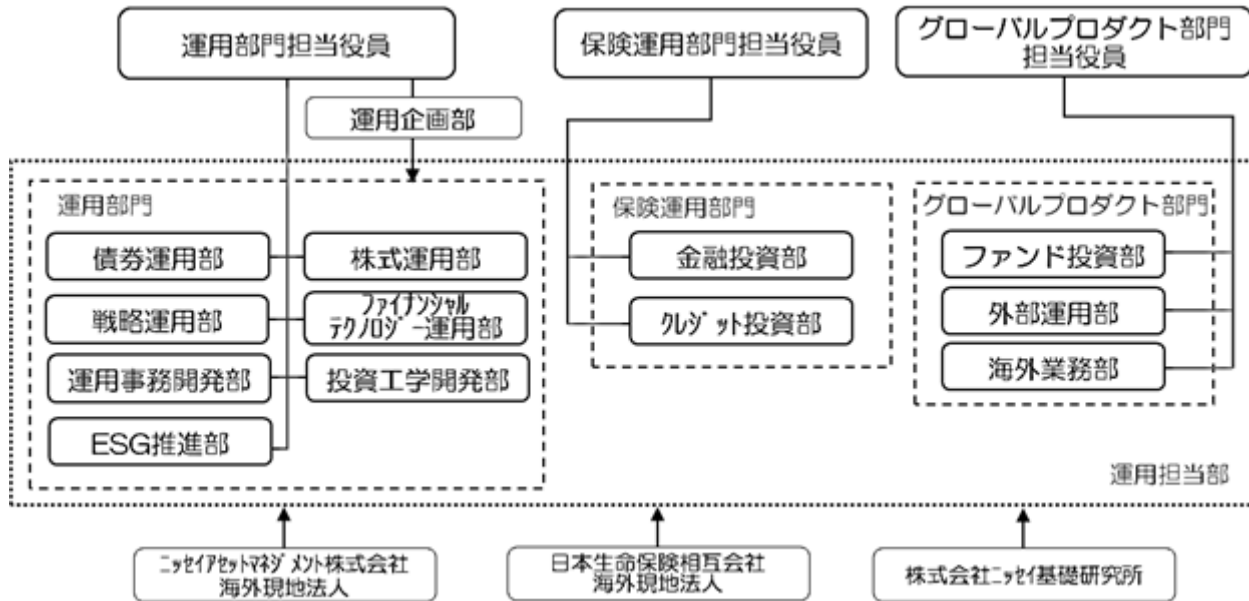 運用部門担当役員
保険運用部門担当役員
グローバルプロダクト部門
担当役員
運用企画部
運用部門
保険運用部門
グローバルプロダクト部門
債券運用部
株式運用部
金融投資部
ファンド投資部
戦略運用部
ファイナンシャル
テクノロジー運用部
クレジット投資部
外部運用部
運用事務開発部
投資工学開発部
海外業務部
ESG推進部
運用担当部
ニッセイアセットマネジメント株式会社
海外現地法人
日本生命保険相互会社
海外現地法人
株式会社ニッセイ基礎研究所